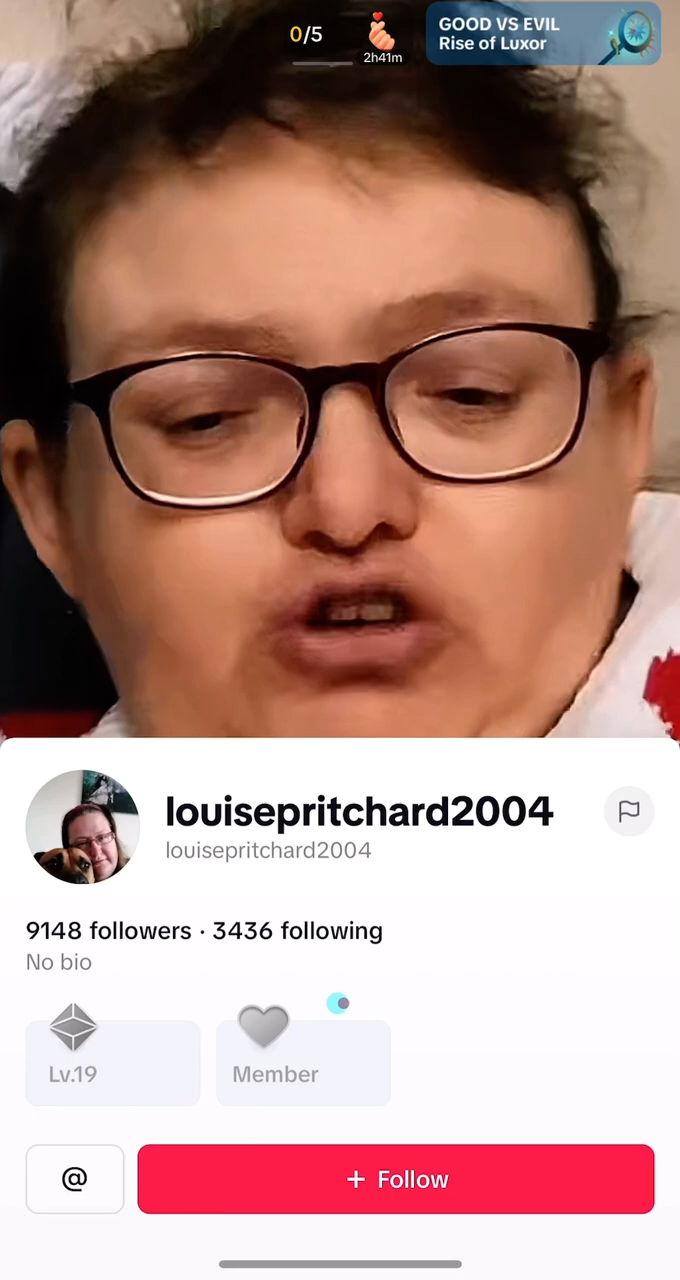 0/5
2h41m
GOOD VS EVIL
Rise of Luxor
louisepritchard2004
louisepritchard2004
9148 followers · 3436 following
No bio
Lv.19
Member
@
+ Follow